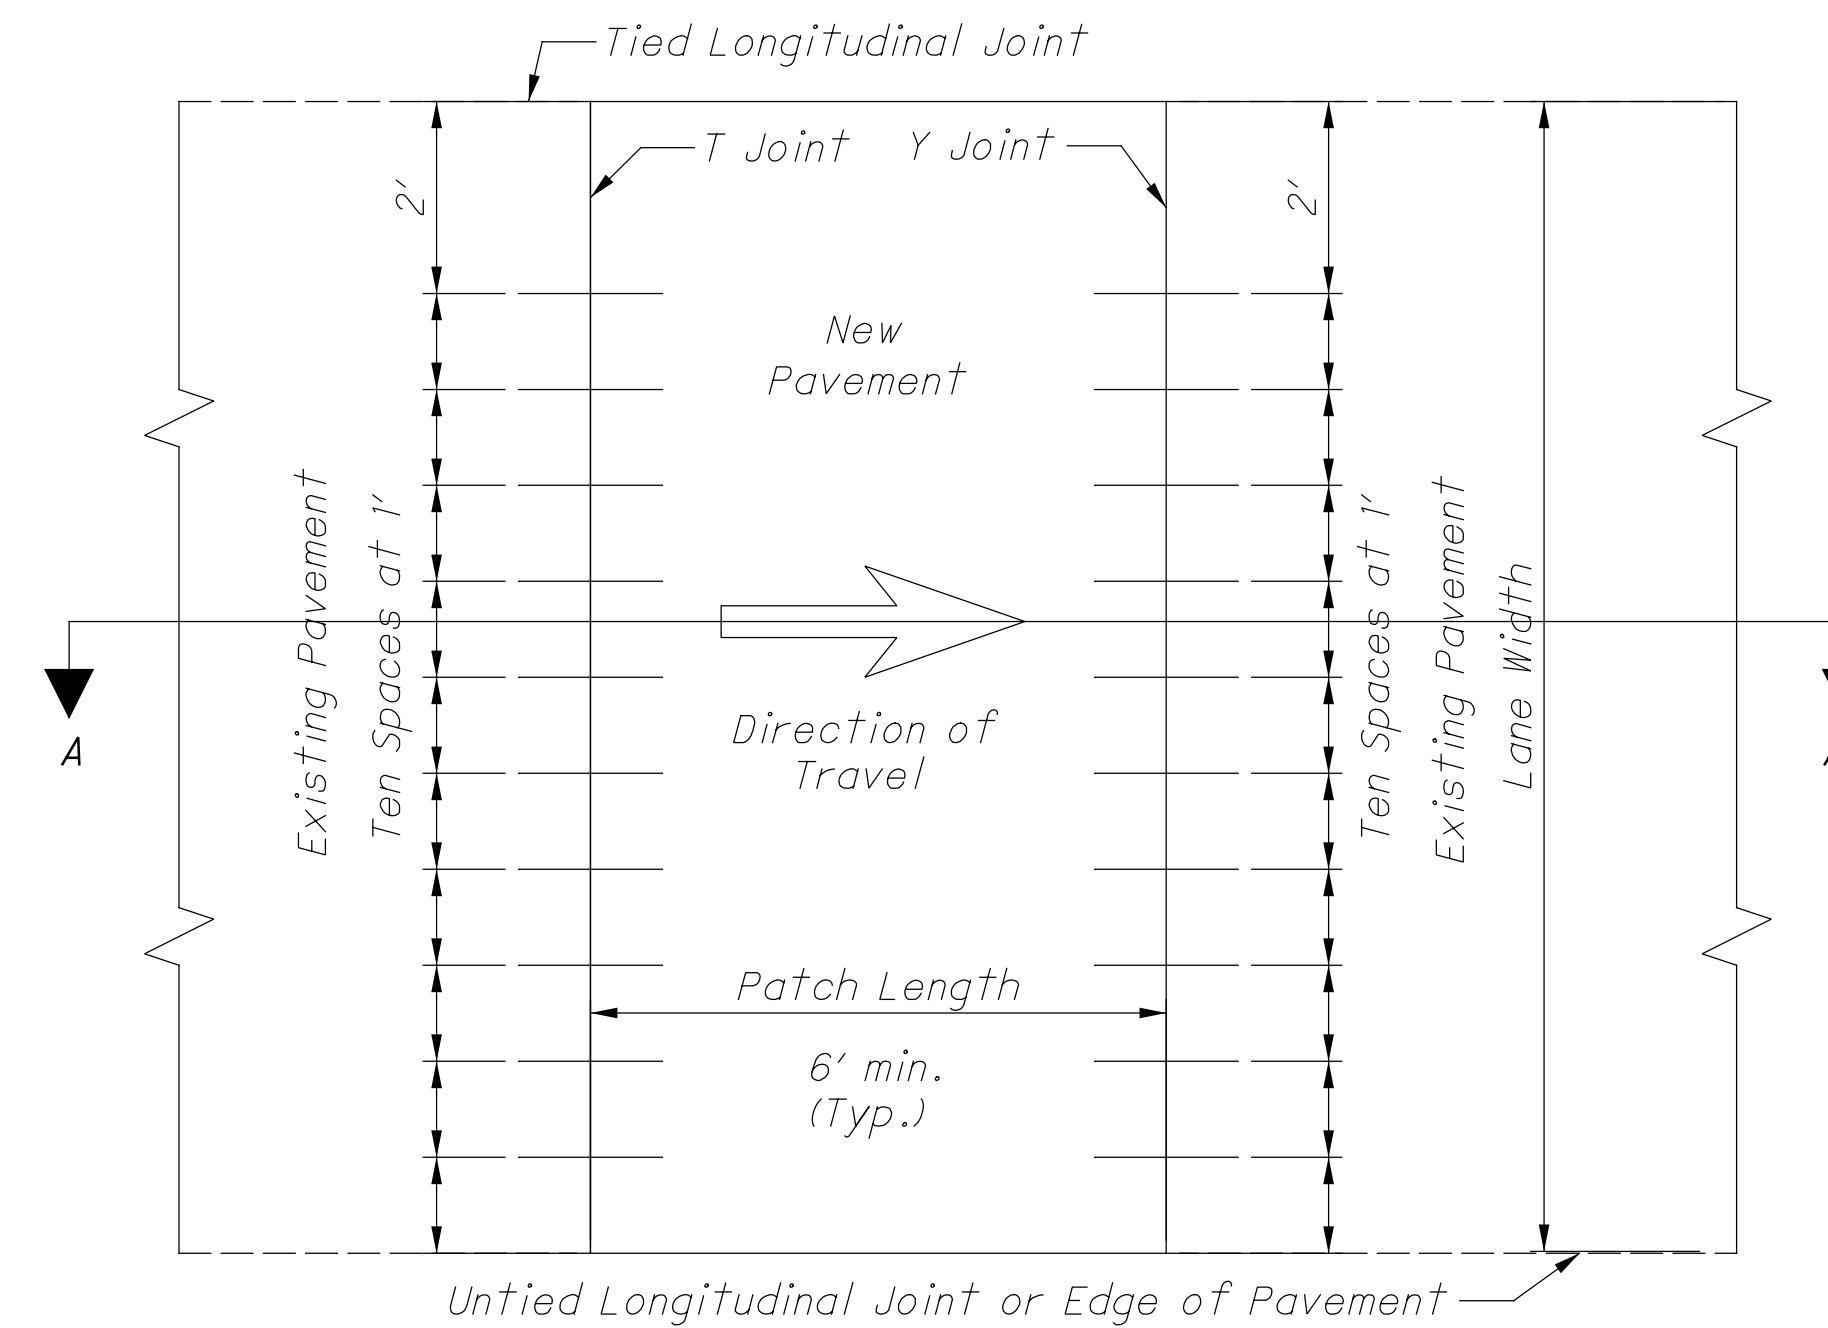 Tied Longitudinal Joint
T Joint
Y Joint
2'
2'
New
Pavement
Existing Pavement
Ten Spaces at 1'
Ten Spaces at 1'
Existing Pavement
Lane Width
A
Direction of
Travel
Patch Length
6' min.
(Typ.)
Untied Longitudinal Joint or Edge of Pavement